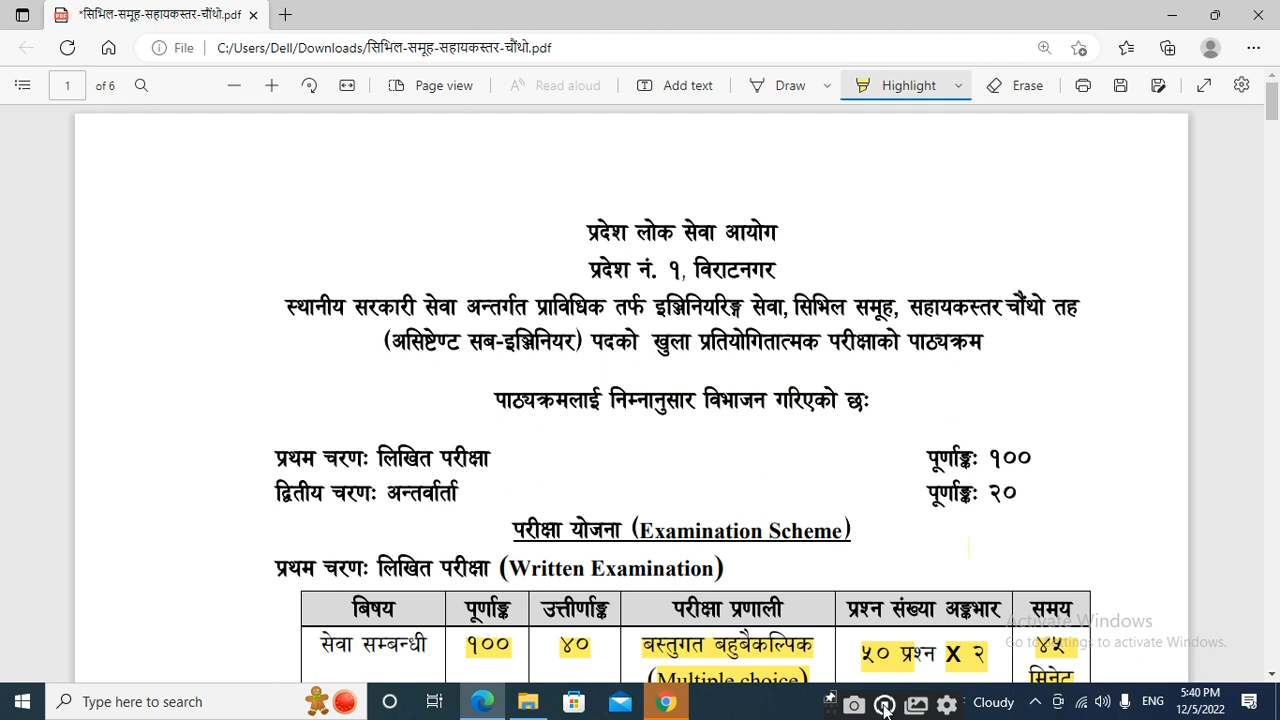 *सिभिल-समूह-सहायकस्तर-चौंथो.pdf
File C:/Users/Dell/Downloads/सिभिल-समूह-सहायकस्तर-चौंथो.pdf
1 of 6 Page view Read aloud Add text Draw Highlight Erase
प्रदेश लोक सेवा आयोग
प्रदेश नं. १, विराटनगर
स्थानीय सरकारी सेवा अन्तर्गत प्राविधिक तर्फ इञ्जिनियरिङ्ग सेवा, सिभिल समूह, सहायकस्तर चौंथो तह
(असिष्टेण्ट सब-इञ्जिनियर) पदको खुला प्रतियोगितात्मक परीक्षाको पाठ्यक्रम
पाठ्यक्रमलाई निम्नानुसार विभाजन गरिएको छः
प्रथम चरणः लिखित परीक्षा पूर्णाङ्कः १००
द्वितीय चरणः अन्तर्वार्ता पूर्णाङ्कः २०
परीक्षा योजना (Examination Scheme)
प्रथम चरणः लिखित परीक्षा (Written Examination)
बिषय पूर्णाङ्क उत्तीर्णाङ्क परीक्षा प्रणाली प्रश्न संख्या अङ्कभार समय
सेवा सम्बन्धी १०० ४० बस्तुगत बहुबैकल्पिक ५० प्रश्न X २ ४५
(Multiple choice) मिनेट
Activate Windows
Go to Settings to activate Windows.
Type here to search Cloudy ENG 5:40 PM
12/5/2022